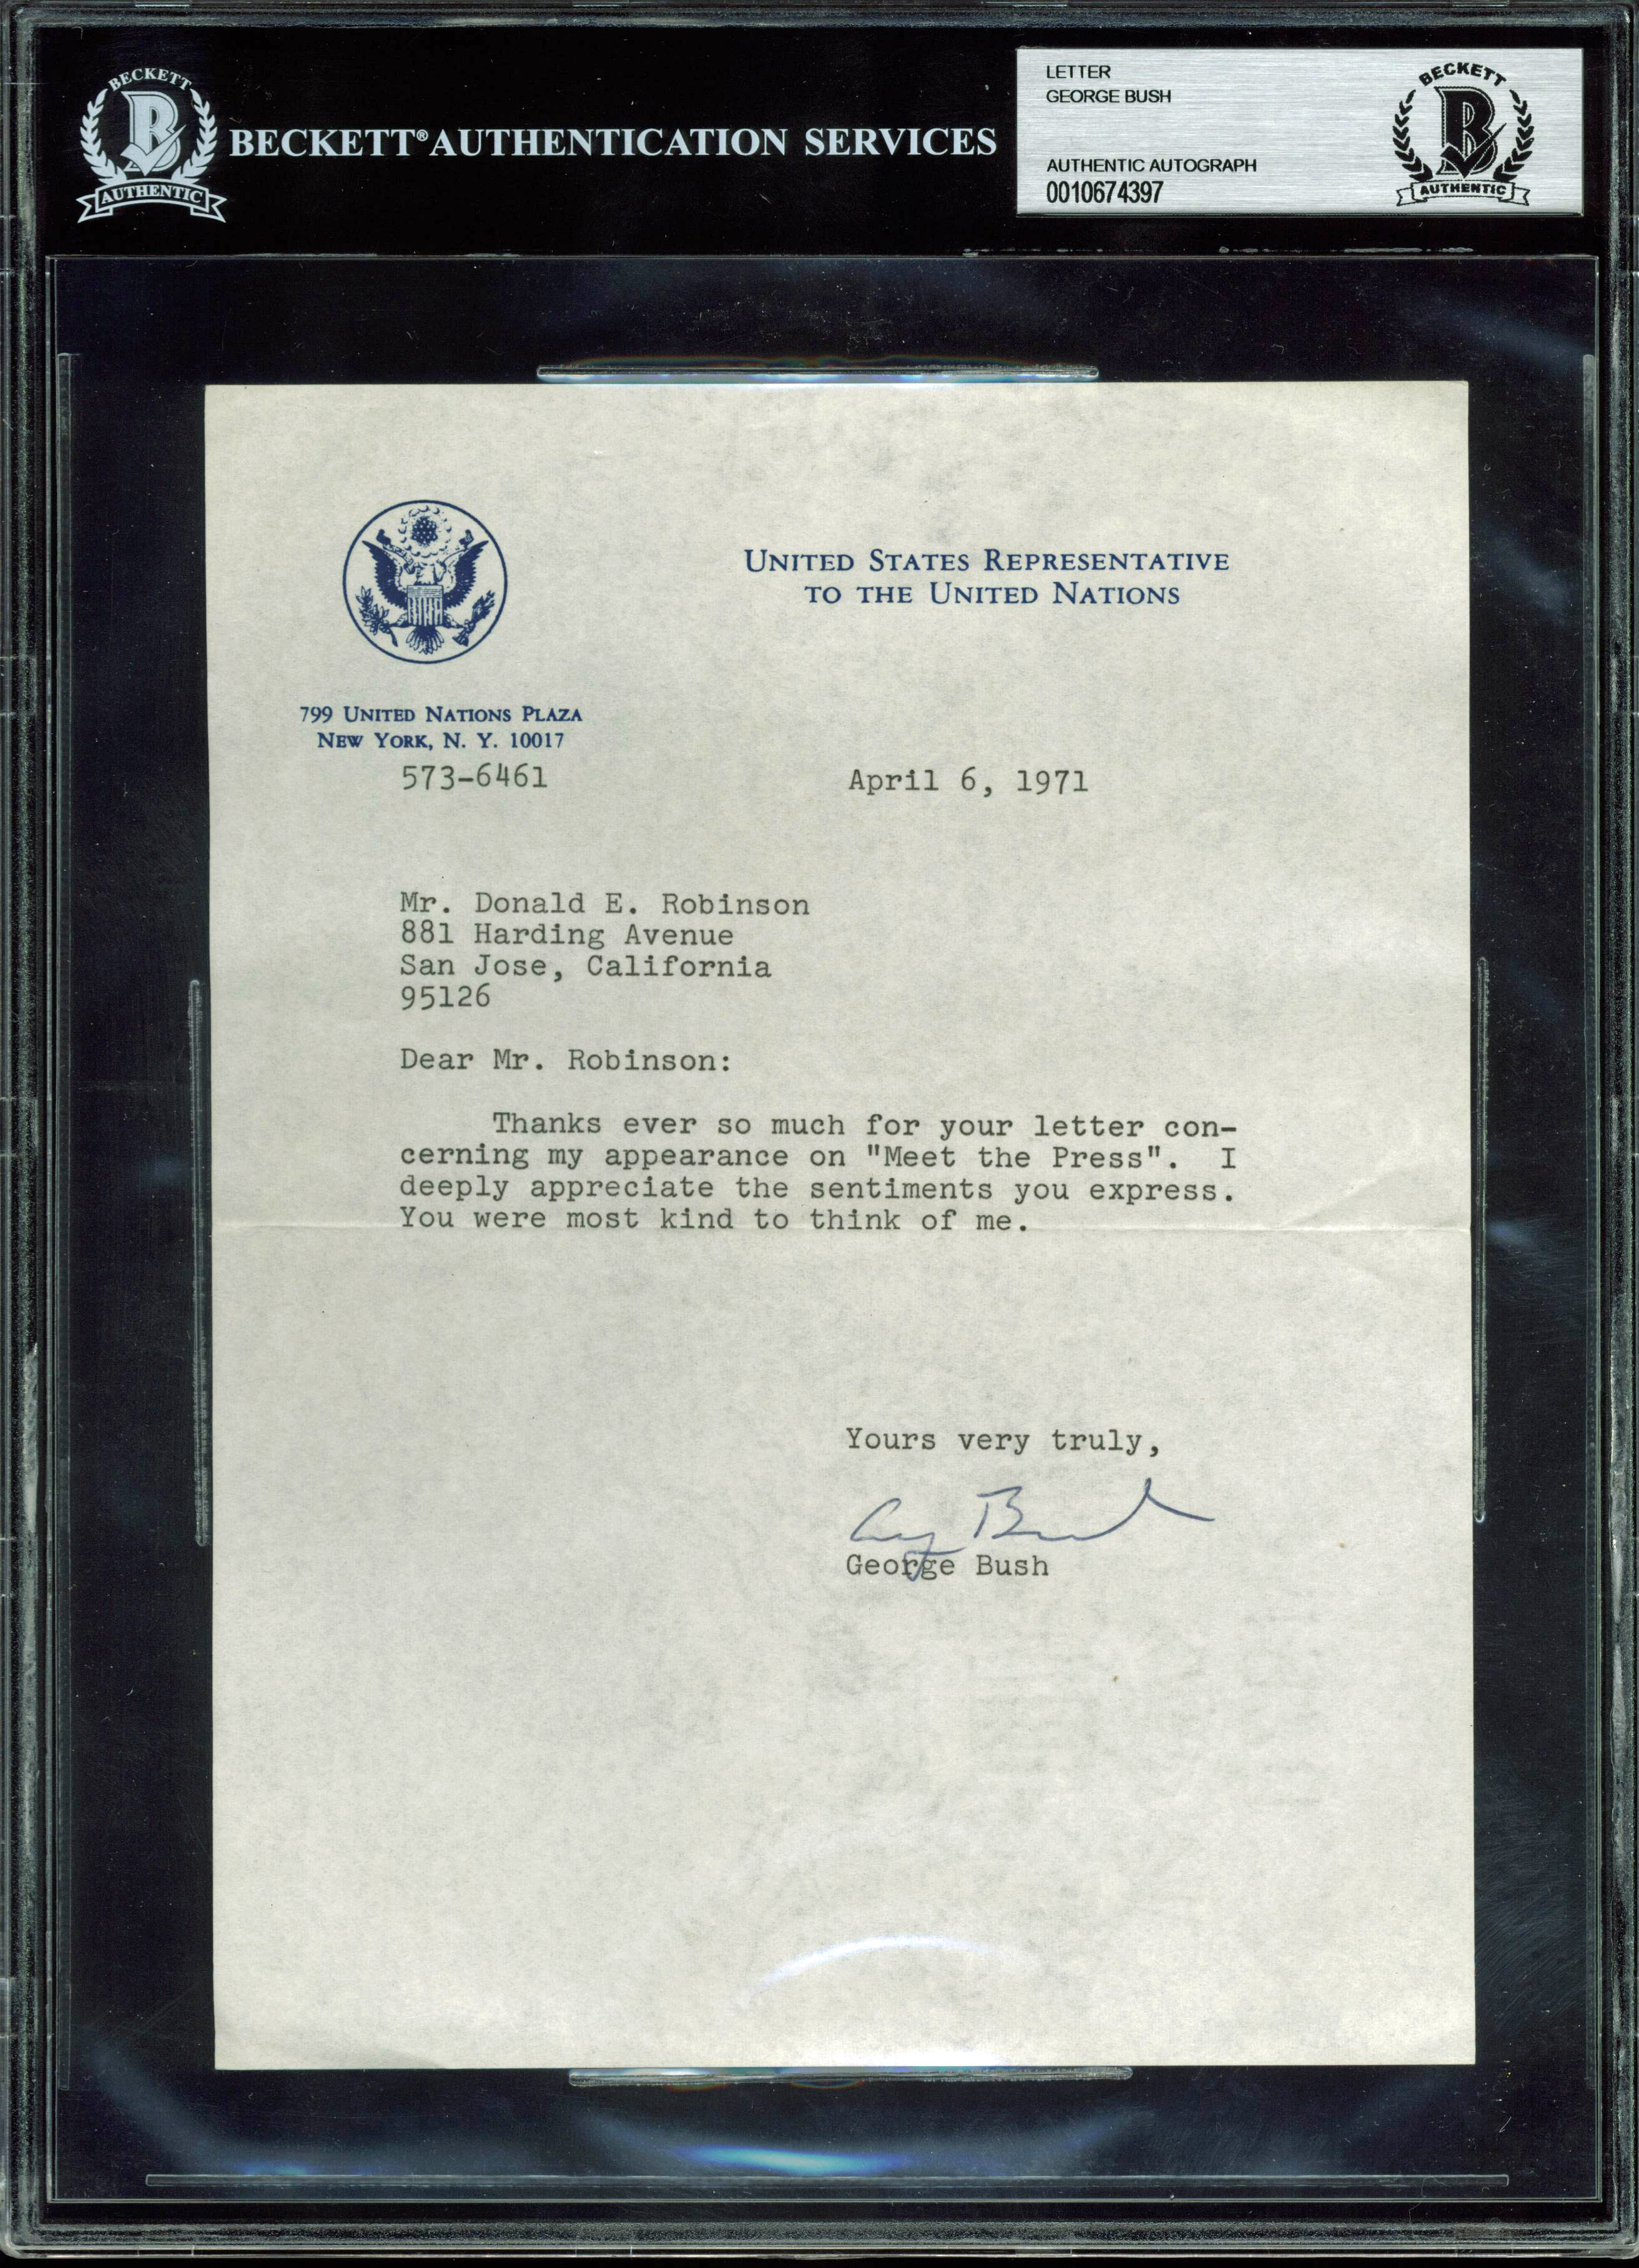 BECKETT
AUTHENTIC
BECKETT® AUTHENTICATION SERVICES
LETTER
GEORGE BUSH
AUTHENTIC AUTOGRAPH
0010674397
BECKETT
AUTHENTIC
UNITED STATES REPRESENTATIVE
TO THE UNITED NATIONS
799 UNITED NATIONS PLAZA
NEW YORK, N. Y. 10017
573-6461
April 6, 1971
Mr. Donald E. Robinson
881 Harding Avenue
San Jose, California
95126
Dear Mr. Robinson:
Thanks ever so much for your letter con-
cerning my appearance on "Meet the Press". I
deeply appreciate the sentiments you express.
You were most kind to think of me.
Yours very truly,
Gey Bush
George Bush